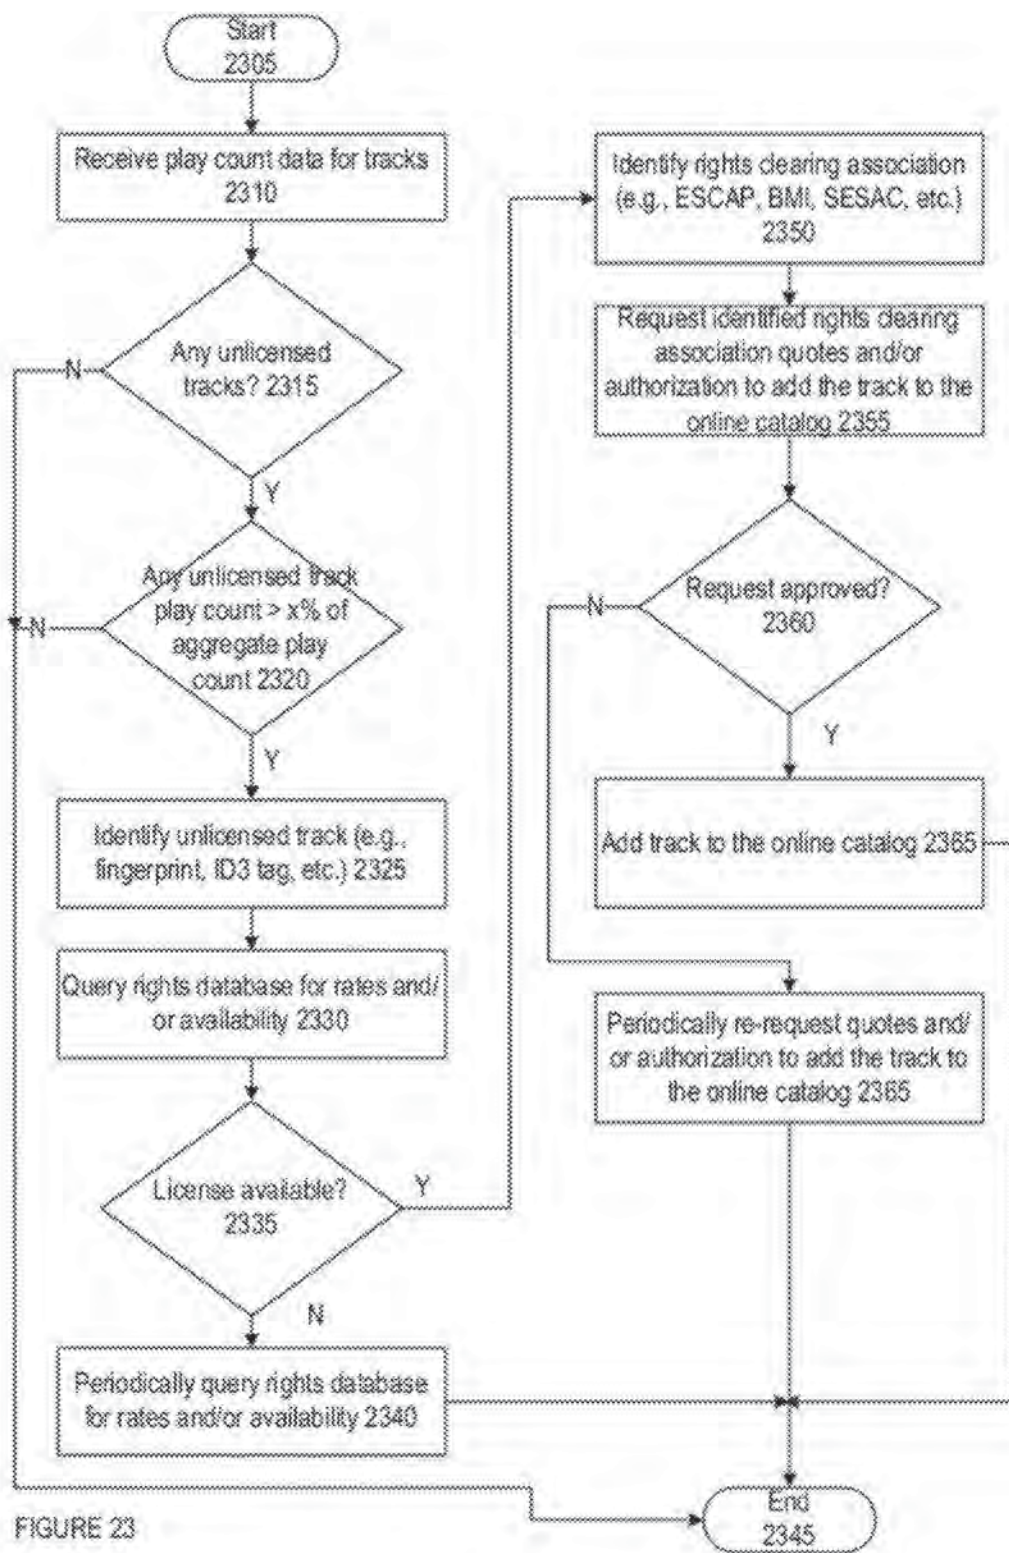 Start
2305
Receive play count data for tracks
2310
N
Any unlicensed
tracks? 2315
Y
Any unlicensed track
play count > x% of
aggregate play
count 2320
N
Y
Identify unlicensed track (e.g.,
fingerprint, ID3 tag, etc.) 2325
Query rights database for rates and/
or availability 2330
License available?
2335
Y
N
Periodically query rights database
for rates and/or availability 2340
Identify rights clearing association
(e.g., ESCAP, BMI, SESAC, etc.)
2350
Request identified rights clearing
association quotes and/or
authorization to add the track to the
online catalog 2355
Request approved?
2360
N
Y
Add track to the online catalog 2365
Periodically re-request quotes and/
or authorization to add the track to
the online catalog 2365
End
2345
FIGURE 23